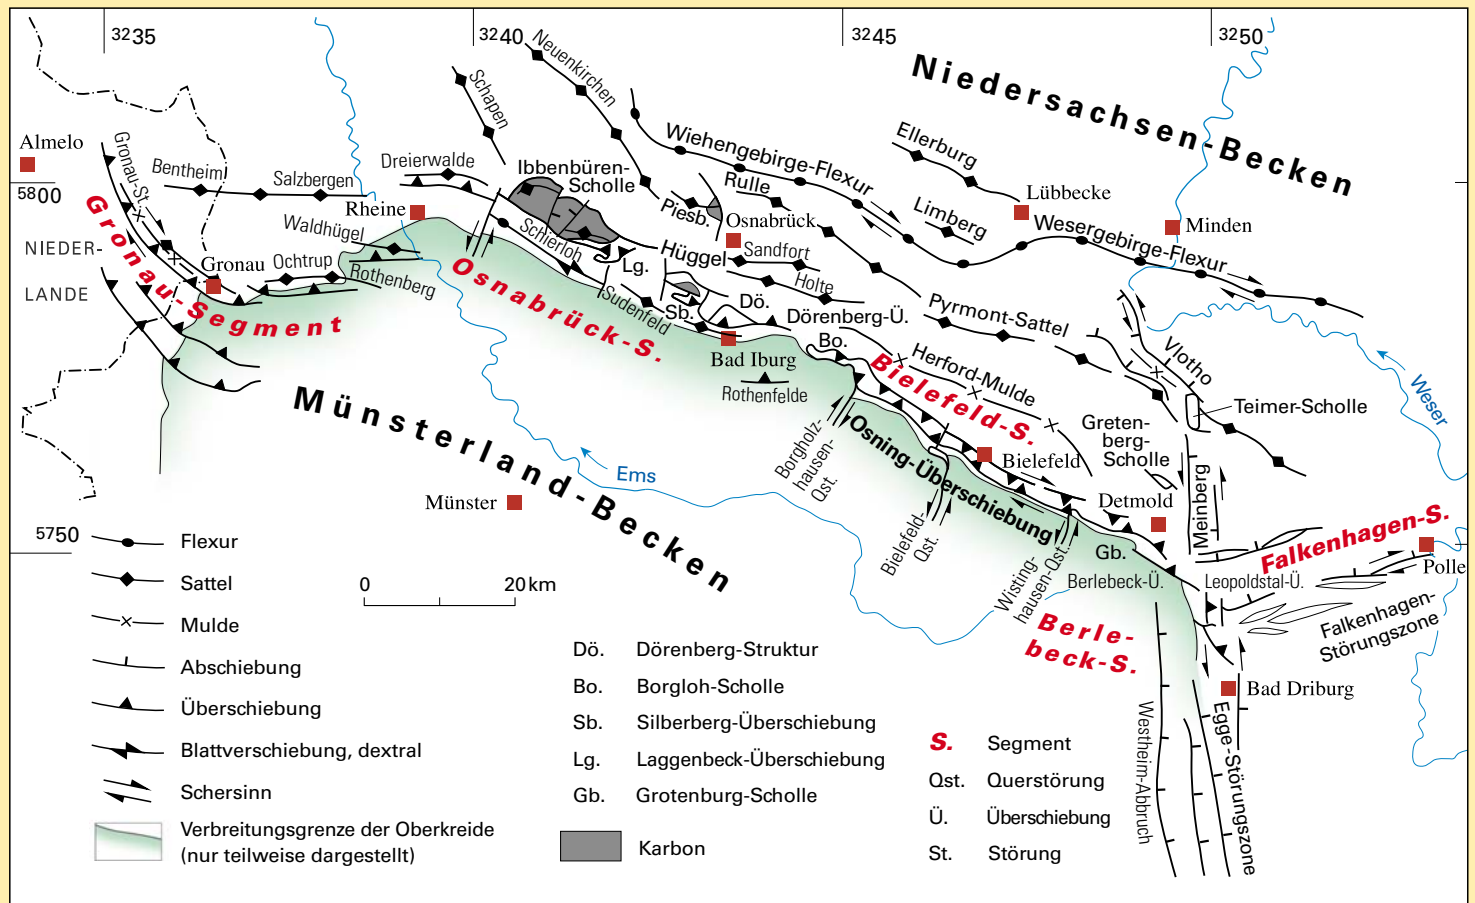 3235
3240
3245
3250
Niedersachsen-Becken
Almelo
5800
NIEDER-
LANDE
Gronau-St.
Bentheim
Salzbergen
Dreierwalde
Schapen
Neuenkirchen
Wiehengebirge-Flexur
Ellerburg
Lübbecke
Limberg
Wesergebirge-Flexur
Minden
Ibbenbüren-
Scholle
Piesb.
Rulle
Osnabrück
Sandfort
Holte
Rheine
Waldhügel
Gronau
Ochtrup
Rothenberg
Gronau-Segment
Osnabrück-S.
Schierloh
Lg.
Hüggel
Sudenfeld
Sb.
Dö.
Dörenberg-Ü.
Bo.
Bad Iburg
Rothenfelde
Pyrmont-Sattel
Herford-Mulde
Bielefeld-S.
Vlotho
Teimer-Scholle
Weser
Greten-
berg-
Scholle
Münsterland-Becken
Ems
Münster
Borgholz-
hausen-
Qst.
Osning-Überschiebung
Bielefeld
Bielefeld-
Qst.
Detmold
Meinberg
Falkenhagen-S.
Polle
Wisting-
hausen-Qst.
Gb.
Berlebeck-Ü.
Leopoldstal-Ü.
Falkenhagen-
Störungszone
Berle-
beck-S.
Bad Driburg
Westheim-Abbruch
Egge-Störungszone
5750
Flexur
Sattel
Mulde
Abschiebung
Überschiebung
Blattverschiebung, dextral
Schersinn
Verbreitungsgrenze der Oberkreide
(nur teilweise dargestellt)
0 20 km
Dö. Dörenberg-Struktur
Bo. Borgloh-Scholle
Sb. Silberberg-Überschiebung
Lg. Laggenbeck-Überschiebung
Gb. Grotenburg-Scholle
Karbon
S. Segment
Qst. Querstörung
Ü. Überschiebung
St. Störung